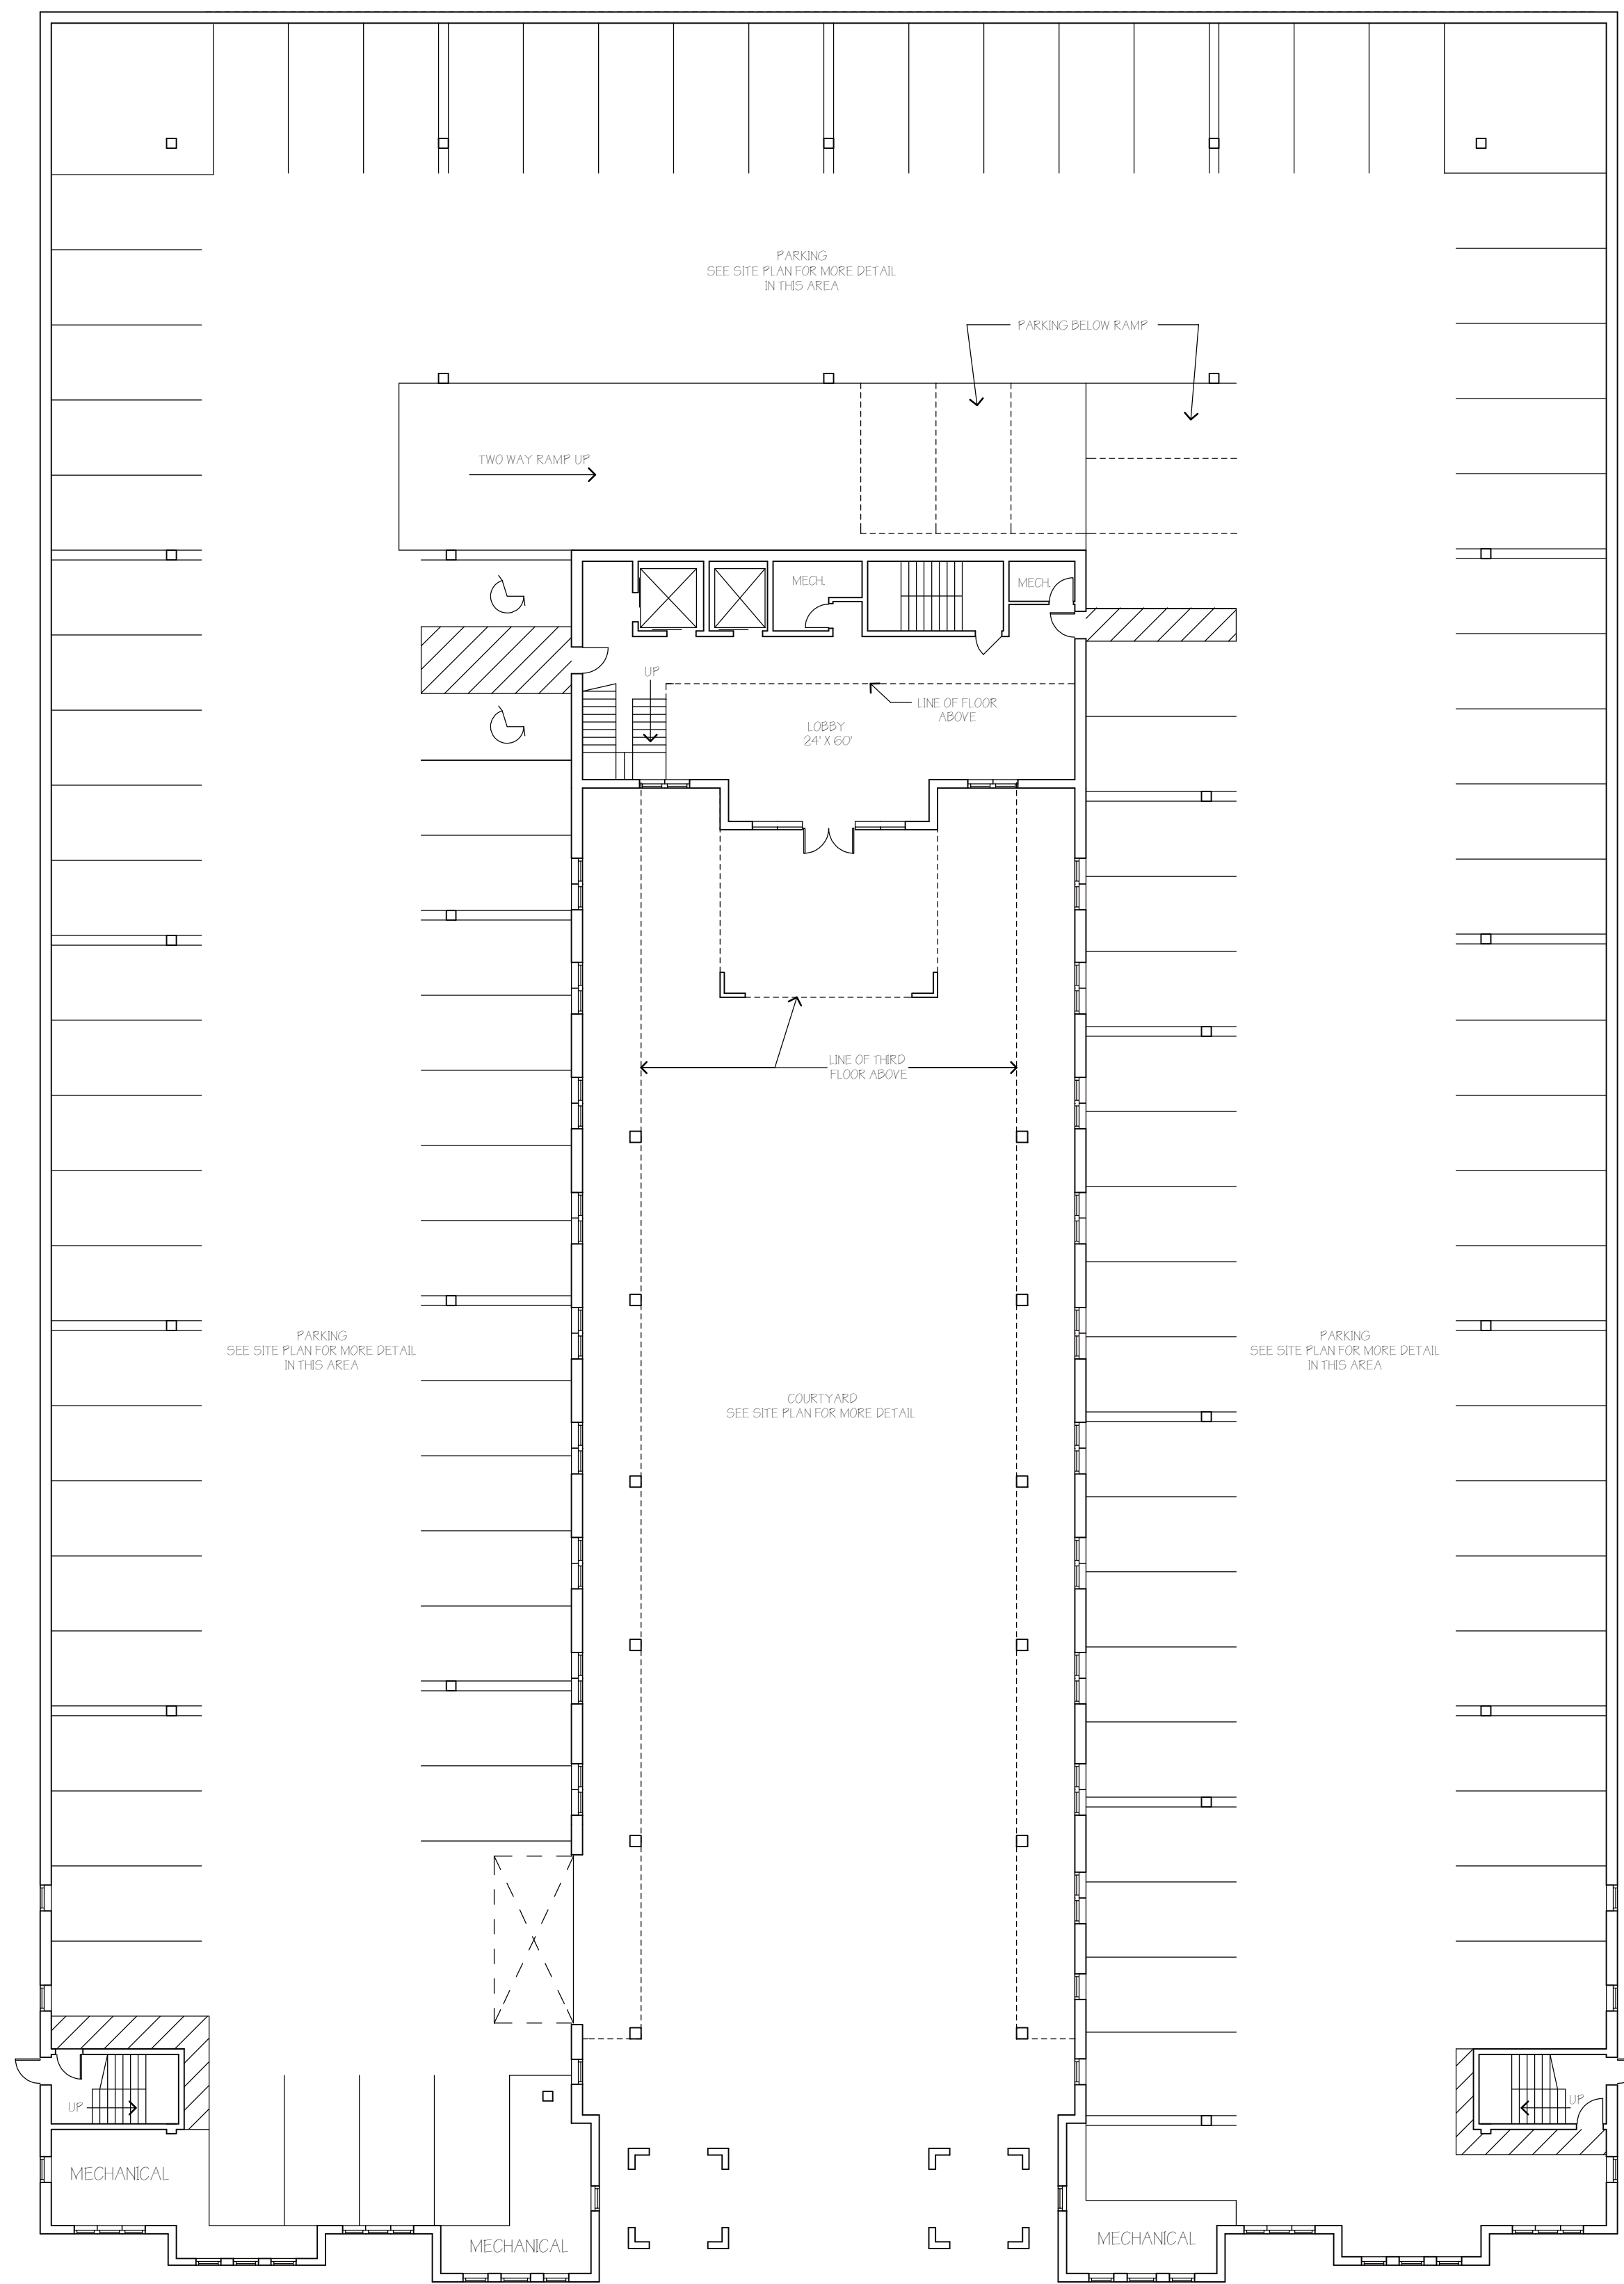 PARKING
SEE SITE PLAN FOR MORE DETAIL
IN THIS AREA
PARKING BELOW RAMP
TWO WAY RAMP UP
MECH.
MECH.
UP
LINE OF FLOOR
ABOVE
LOBBY
24' X 60'
LINE OF THIRD
FLOOR ABOVE
PARKING
SEE SITE PLAN FOR MORE DETAIL
IN THIS AREA
PARKING
SEE SITE PLAN FOR MORE DETAIL
IN THIS AREA
COURTYARD
SEE SITE PLAN FOR MORE DETAIL
UP
UP
MECHANICAL
MECHANICAL
MECHANICAL